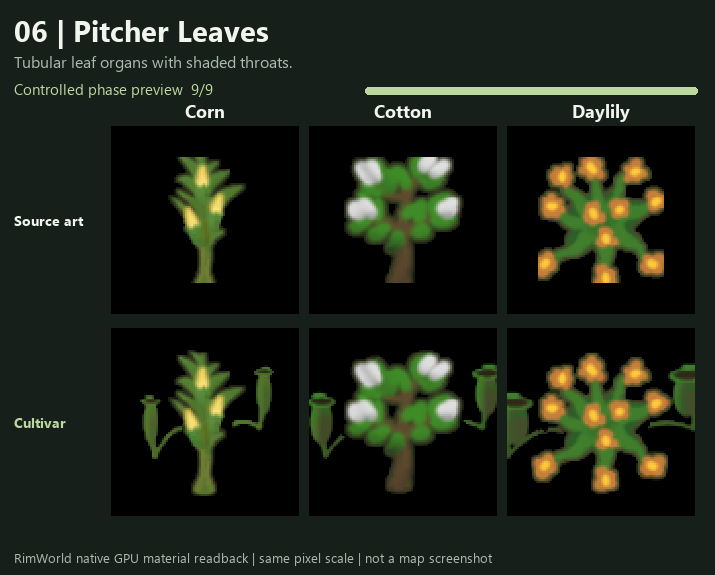 06 | Pitcher Leaves
Tubular leaf organs with shaded throats.
Controlled phase preview 9/9
Corn Cotton Daylily
Source art
Cultivar
RimWorld native GPU material readback | same pixel scale | not a map screenshot